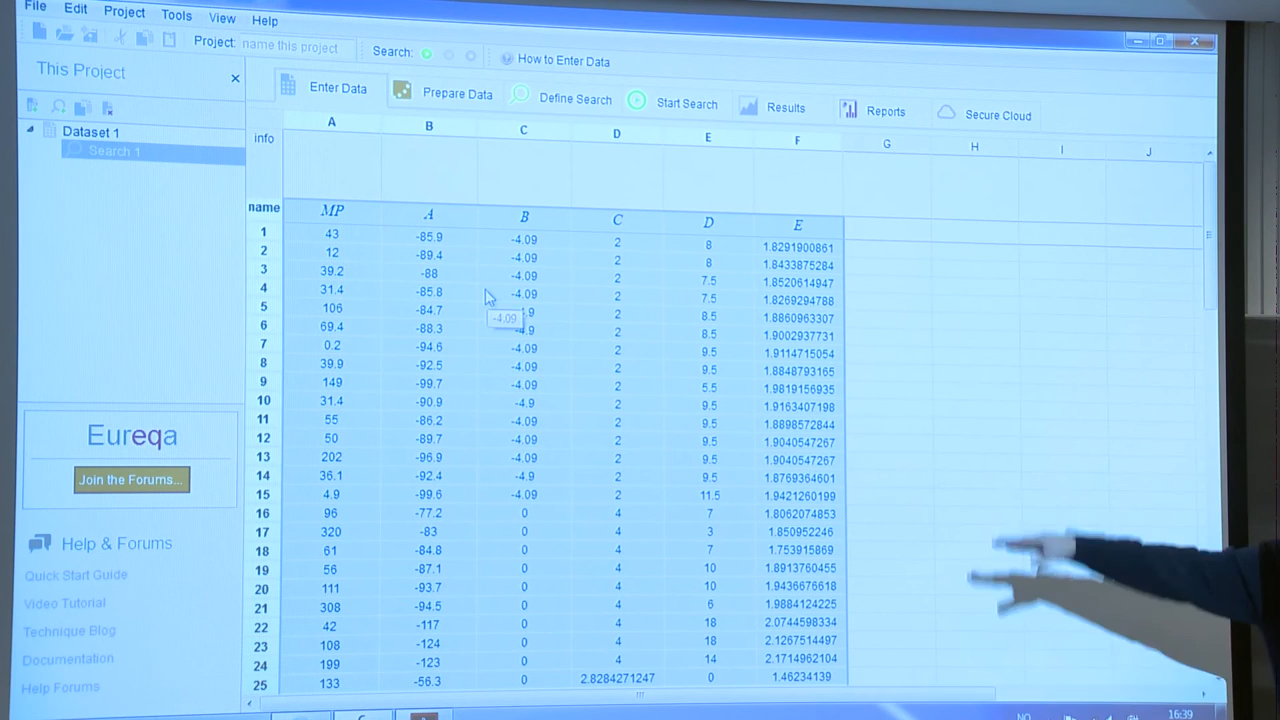 File Edit Project Tools View Help
Project: name this project Search: How to Enter Data
This Project
Enter Data Prepare Data Define Search Start Search Results Reports Secure Cloud
Dataset 1
Search 1
A B C D E F G H I J
info
name MP A B C D E
1 43 -85.9 -4.09 2 8 1.8291900861
2 12 -89.4 -4.09 2 8 1.8433875284
3 39.2 -88 -4.09 2 7.5 1.8520614947
4 31.4 -85.8 -4.09 2 7.5 1.8269294788
5 106 -84.7 .9 2 8.5 1.8860963307
-4.09
6 69.4 -88.3 -4.9 2 8.5 1.9002937731
7 0.2 -94.6 -4.09 2 9.5 1.9114715054
8 39.9 -92.5 -4.09 2 9.5 1.8848793165
9 149 -99.7 -4.09 2 5.5 1.9819156935
10 31.4 -90.9 -4.9 2 9.5 1.9163407198
11 55 -86.2 -4.09 2 9.5 1.8898572844
12 50 -89.7 -4.09 2 9.5 1.9040547267
13 202 -96.9 -4.09 2 9.5 1.9040547267
14 36.1 -92.4 -4.9 2 9.5 1.8769364601
15 4.9 -99.6 -4.09 2 11.5 1.9421260199
16 96 -77.2 0 4 7 1.8062074853
17 320 -83 0 4 3 1.850952246
18 61 -84.8 0 4 7 1.753915869
19 56 -87.1 0 4 10 1.8913760455
20 111 -93.7 0 4 10 1.9436676618
21 308 -94.5 0 4 6 1.9884124225
22 42 -117 0 4 18 2.0744598334
23 108 -124 0 4 18 2.1267514497
24 199 -123 0 4 14 2.1714962104
25 133 -56.3 0 2.8284271247 0 1.46234139
Eureqa
Join the Forums...
Help & Forums
Quick Start Guide
Video Tutorial
Technique Blog
Documentation
Help Forums
NO 16:39